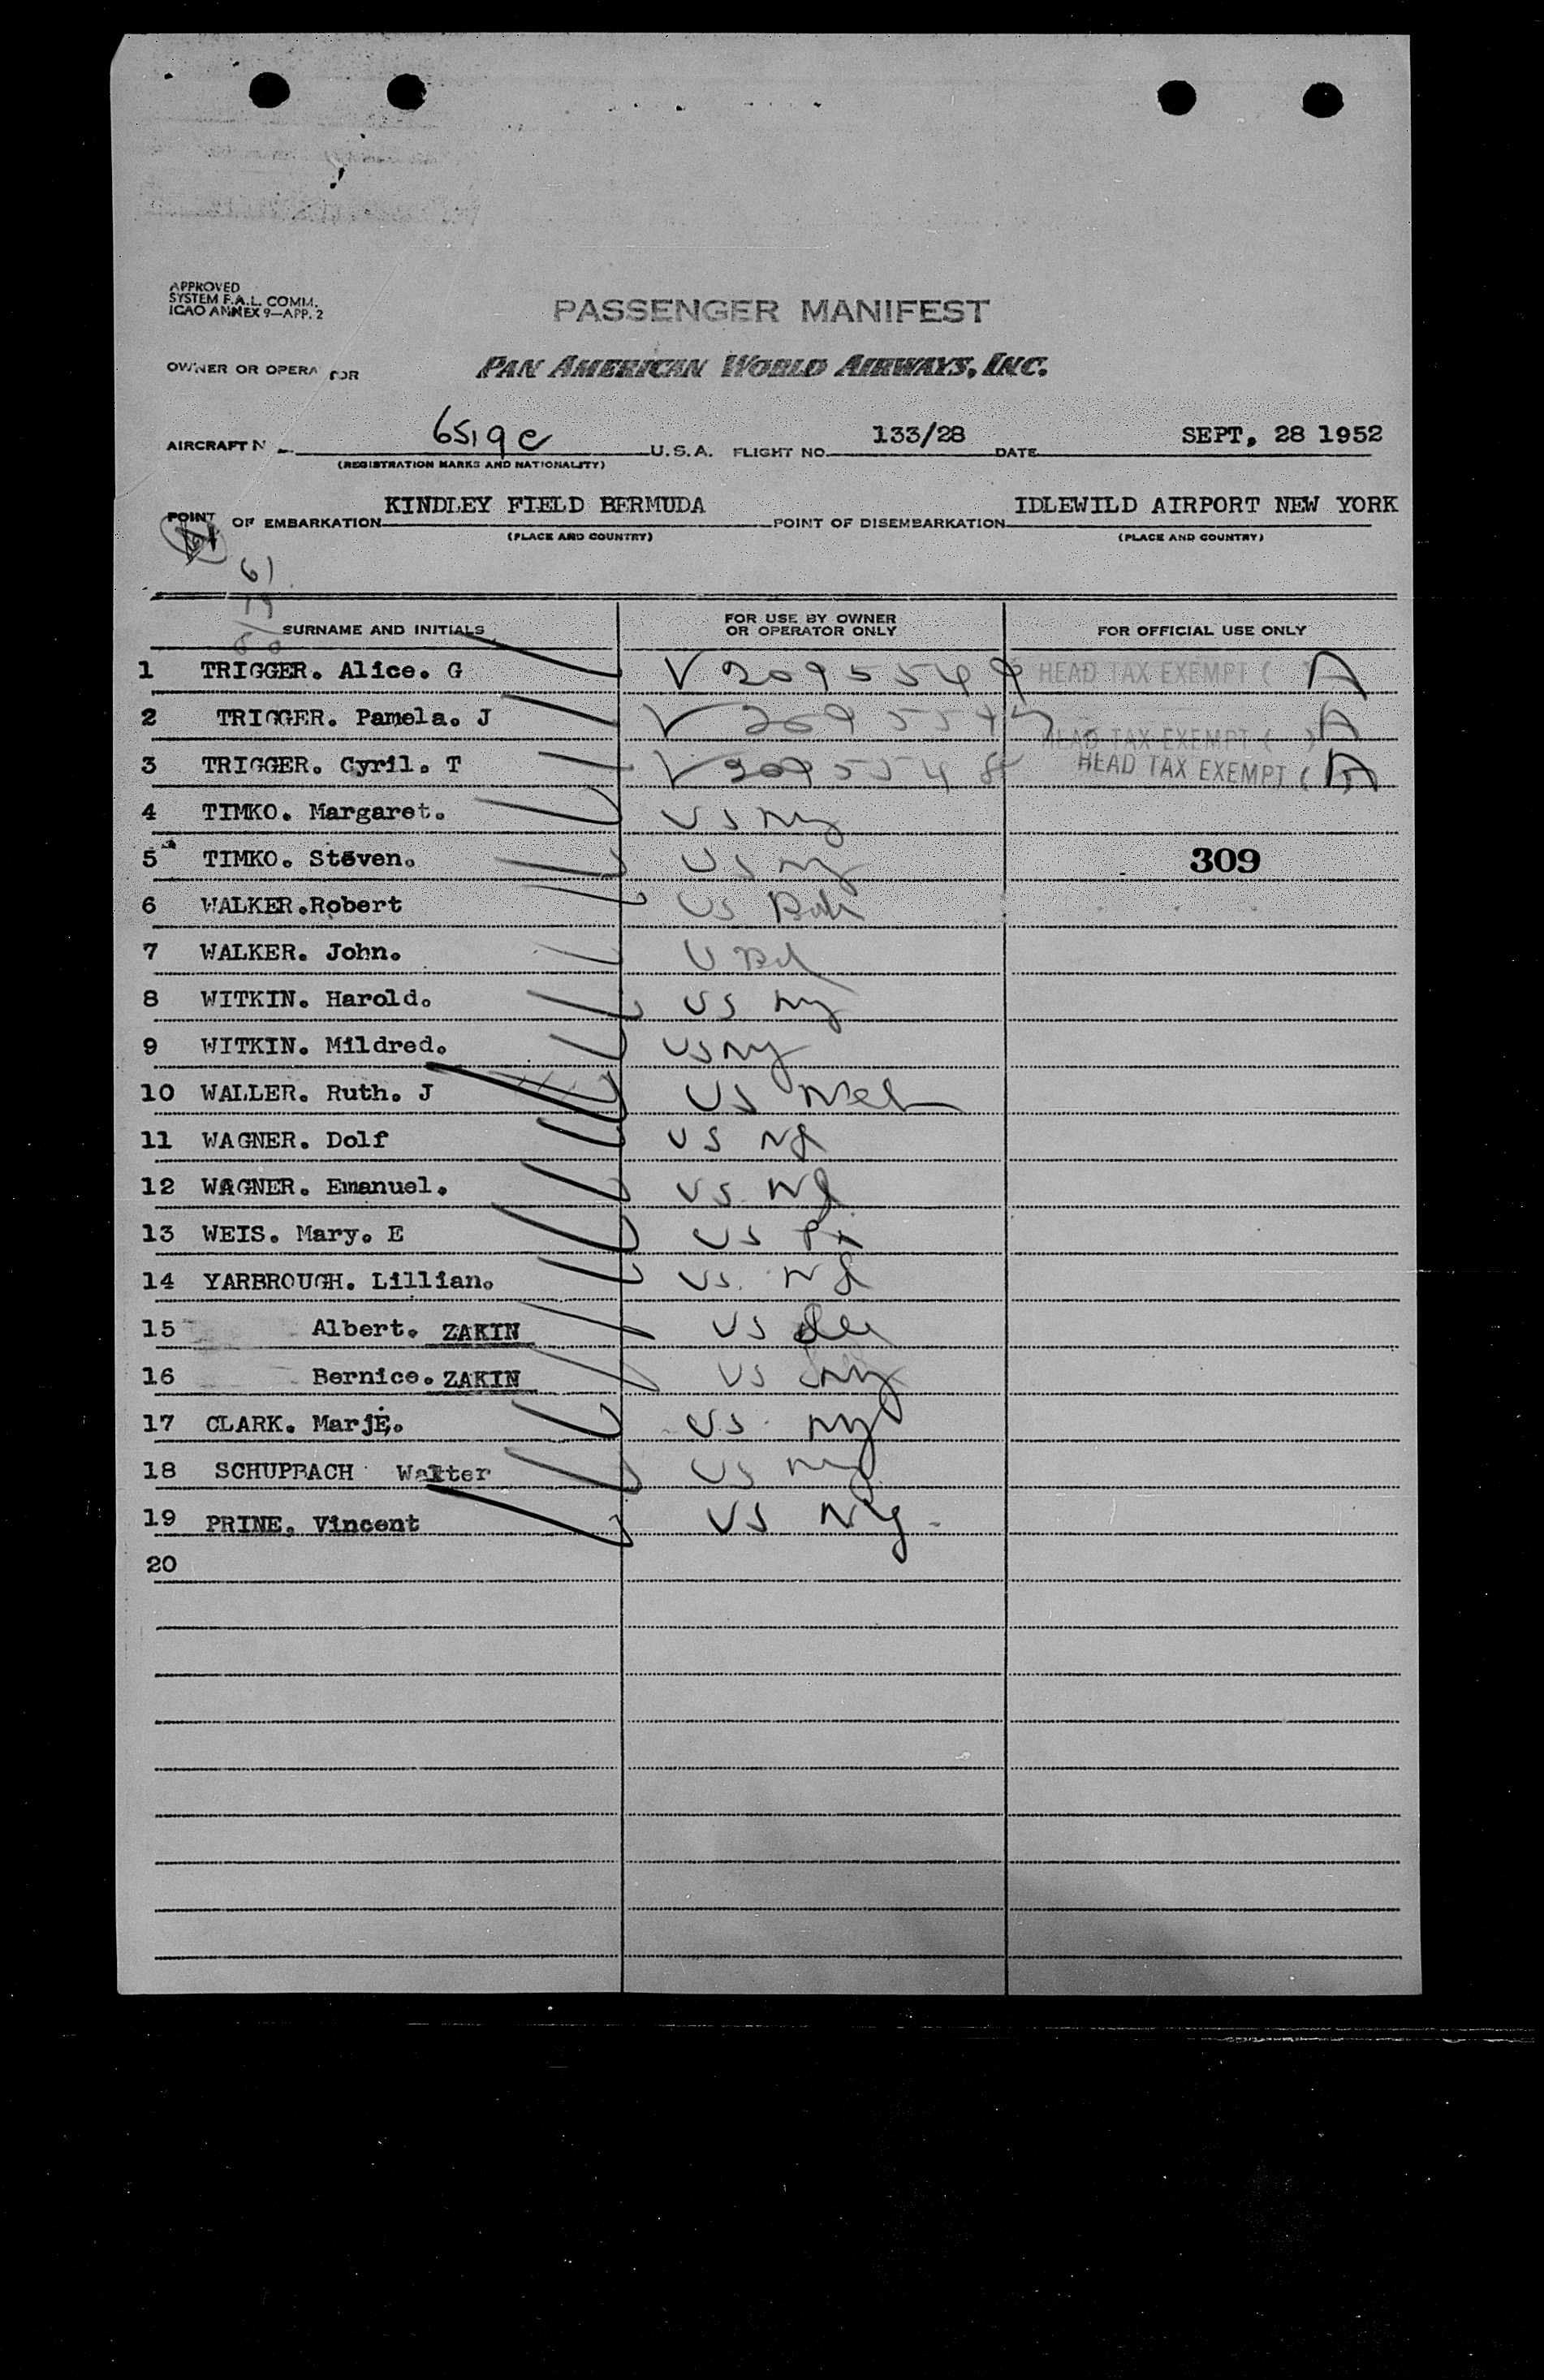 APPROVED
SYSTEM F.A.L. COMM.
ICAO ANNEX 9—APP. 2
PASSENGER MANIFEST
OWNER OR OPERATOR PAN AMERICAN WORLD AIRWAYS, INC.
AIRCRAFT N 6519C U.S.A. FLIGHT NO. 133/28 DATE SEPT, 28 1952
(REGISTRATION MARKS AND NATIONALITY)
POINT OF EMBARKATION KINDLEY FIELD BERMUDA POINT OF DISEMBARKATION IDLEWILD AIRPORT NEW YORK
(PLACE AND COUNTRY) (PLACE AND COUNTRY)
61
19
SURNAME AND INITIALS FOR USE BY OWNER OR OPERATOR ONLY FOR OFFICIAL USE ONLY
1 TRIGGER. Alice. G V 2095549 HEAD TAX EXEMPT ( ) A
2 TRIGGER. Pamela. J V HEAD TAX EXEMPT ( ) A
3 TRIGGER. Cyril. T V 2095548 HEAD TAX EXEMPT ( ) A
4 TIMKO. Margaret. US NY
5 TIMKO. Steven. US NY 309
6 WALKER.Robert US
7 WALKER. John. U
8 WITKIN. Harold. US NY
9 WITKIN. Mildred. US NY
10 WALLER. Ruth. J US
11 WAGNER. Dolf US NJ
12 WAGNER. Emanuel. US NJ
13 WEIS. Mary. E US Pa
14 YARBROUGH. Lillian. US NJ
15 Albert. ZAKIN US
16 Bernice. ZAKIN US NY
17 CLARK. MarjE. US NY
18 SCHUPBACH Walter US NY
19 PRINE. Vincent US NY
20